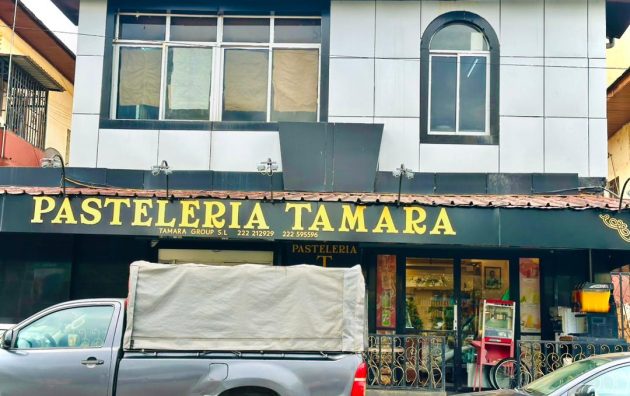 PASTELERIA TAMARA
TAMARA GROUP S.L 222 212929 222 595596
PASTELERIA
T